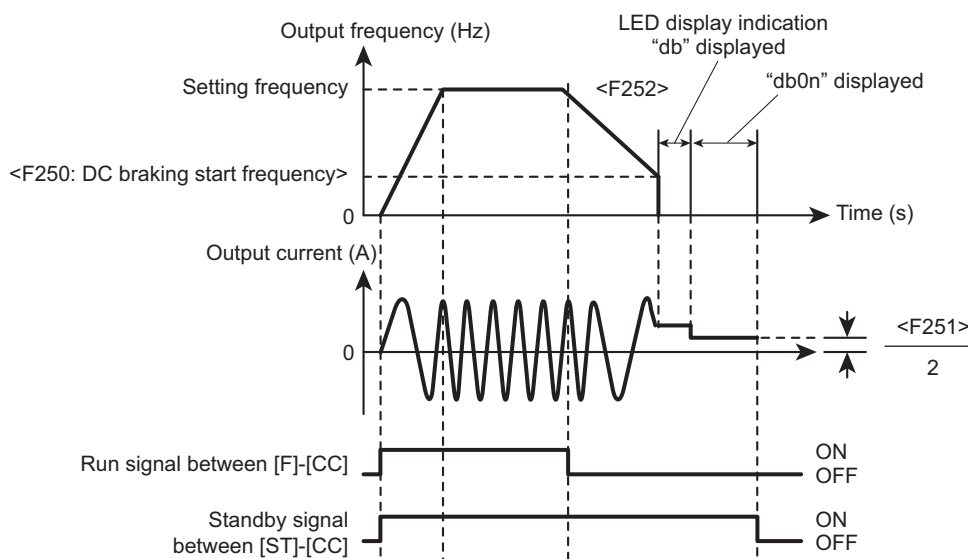 LED display indication
Output frequency (Hz)
“db” displayed
“db0n” displayed
Setting frequency
<F252>
<F250: DC braking start frequency>
0
Time (s)
Output current (A)
0
<F251>
2
Run signal between [F]-[CC]
ON
OFF
Standby signal
between [ST]-[CC]
ON
OFF